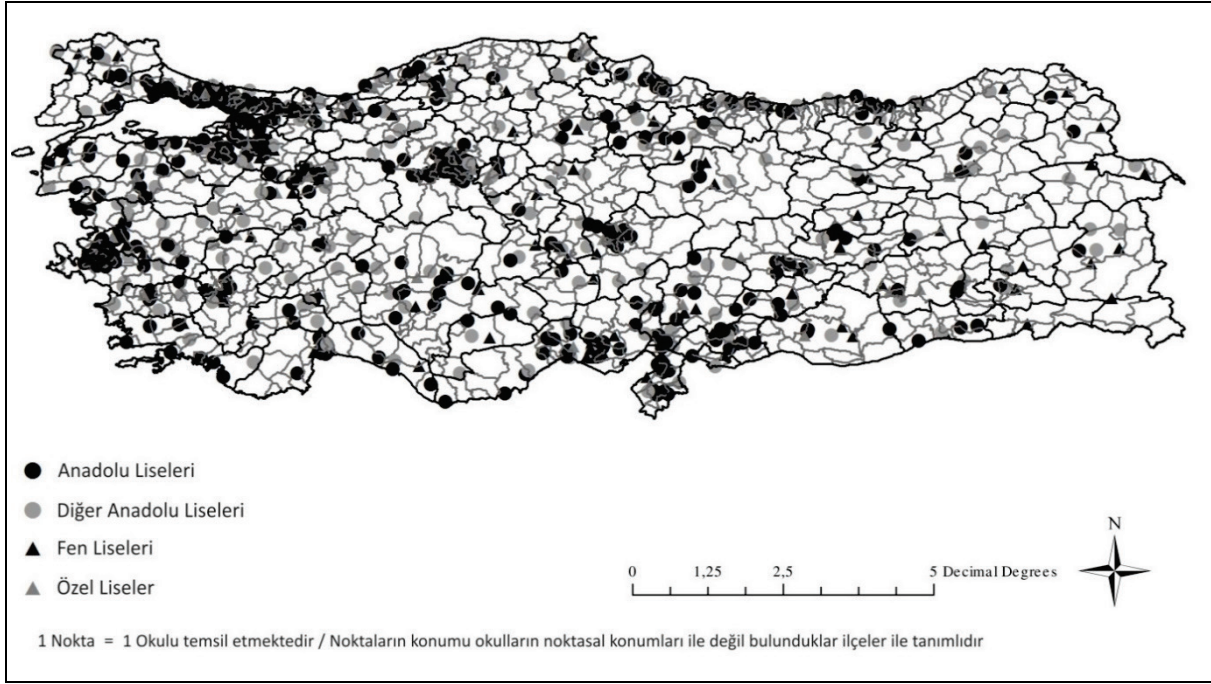 Anadolu Liseleri
Diğer Anadolu Liseleri
Fen Liseleri
Özel Liseler
N
0 1,25 2,5 5 Decimal Degrees
1 Nokta = 1 Okulu temsil etmektedir / Noktaların konumu okulların noktasal konumları ile değil bulunduklar ilçeler ile tanımlıdır